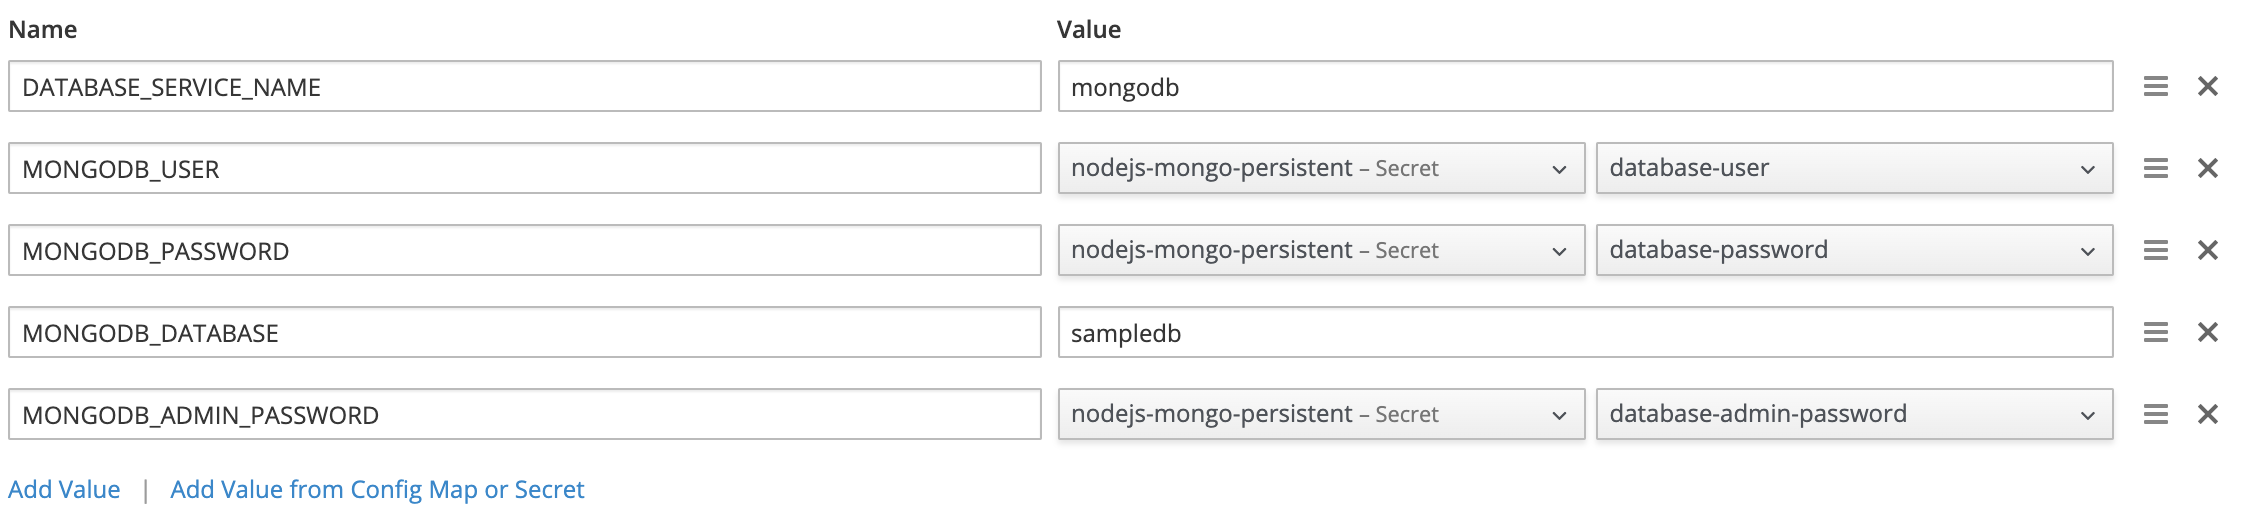 Name Value
DATABASE_SERVICE_NAME mongodb
MONGODB_USER nodejs-mongo-persistent – Secret database-user
MONGODB_PASSWORD nodejs-mongo-persistent – Secret database-password
MONGODB_DATABASE sampledb
MONGODB_ADMIN_PASSWORD nodejs-mongo-persistent – Secret database-admin-password
Add Value | Add Value from Config Map or Secret